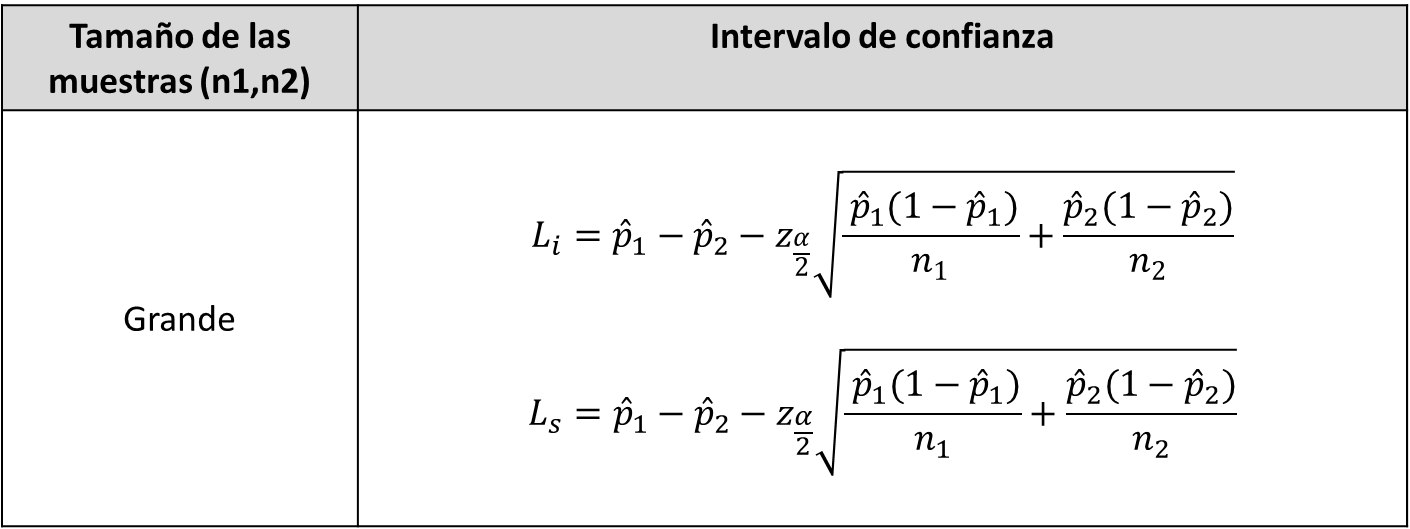 Tamaño de las
muestras (n1,n2)
Intervalo de confianza
Grande
L_i = p̂_1 − p̂_2 − z_{α/2} √(p̂_1(1 − p̂_1)/n_1 + p̂_2(1 − p̂_2)/n_2)
L_s = p̂_1 − p̂_2 − z_{α/2} √(p̂_1(1 − p̂_1)/n_1 + p̂_2(1 − p̂_2)/n_2)